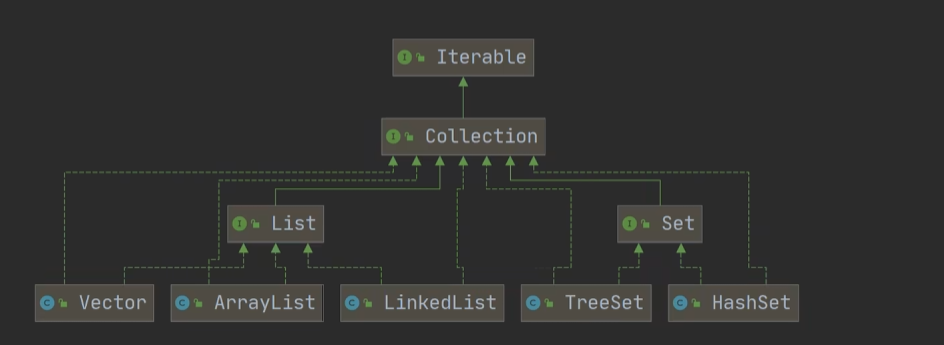 Iterable
Collection
List
Set
Vector
ArrayList
LinkedList
TreeSet
HashSet